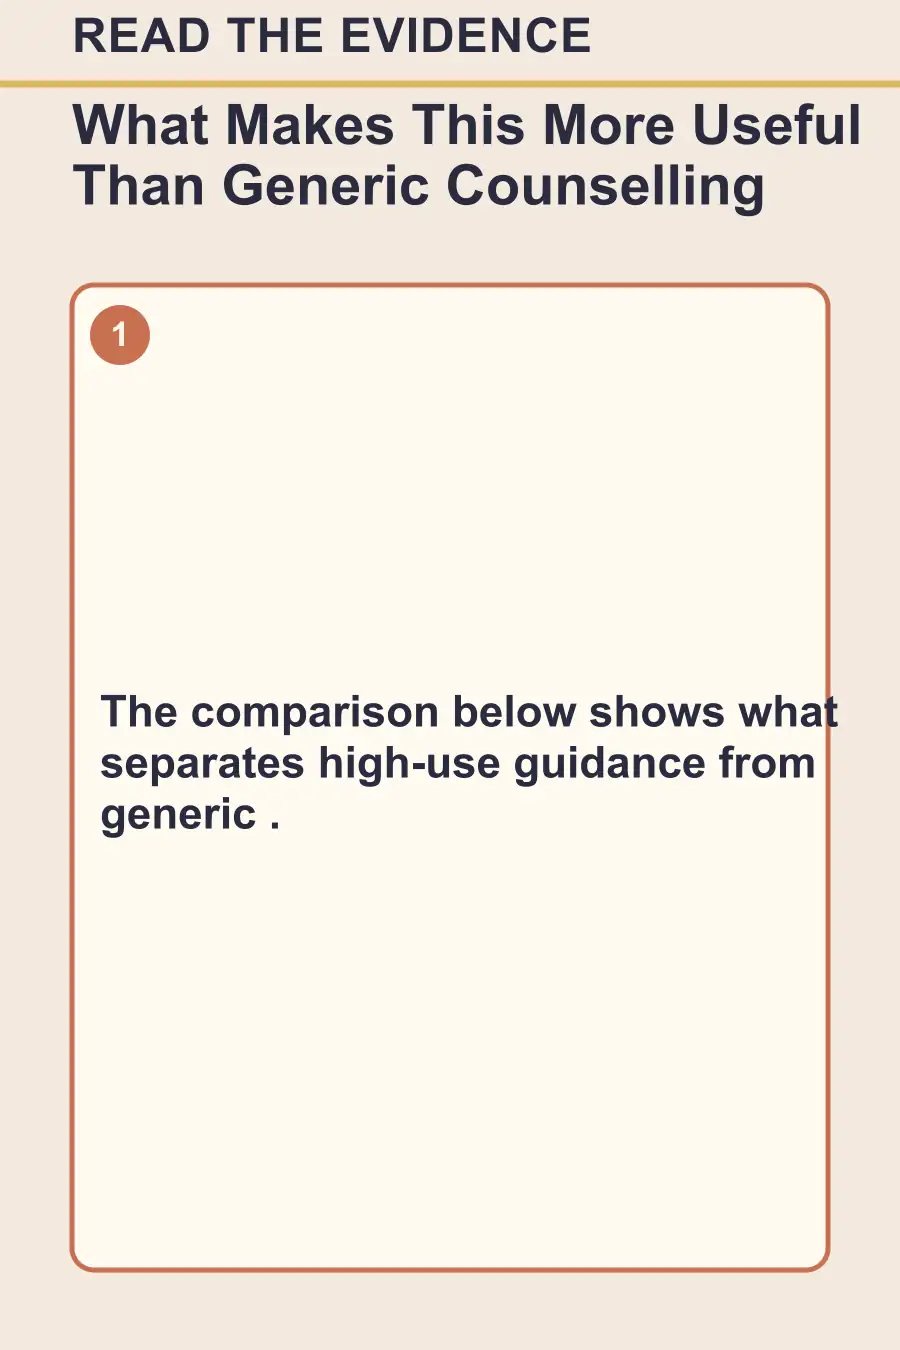 READ THE EVIDENCE
What Makes This More Useful
Than Generic Counselling
1
The comparison below shows what
separates high-use guidance from
generic .